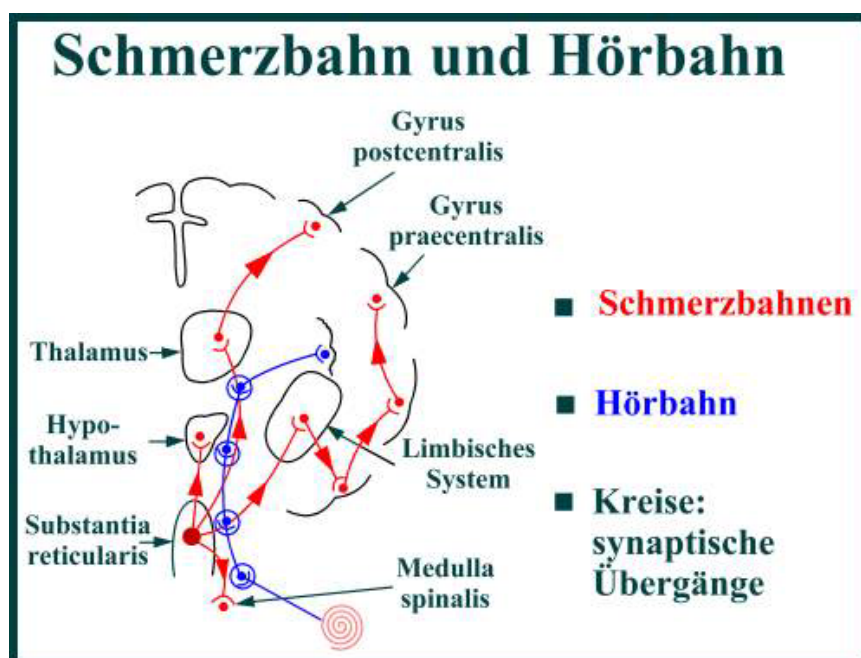 Schmerzbahn und Hörbahn
Gyrus
postcentralis
Gyrus
praecentralis
Thalamus
Hypo-
thalamus
Substantia
reticularis
Limbisches
System
Medulla
spinalis
■ Schmerzbahnen
■ Hörbahn
■ Kreise:
synaptische
Übergänge